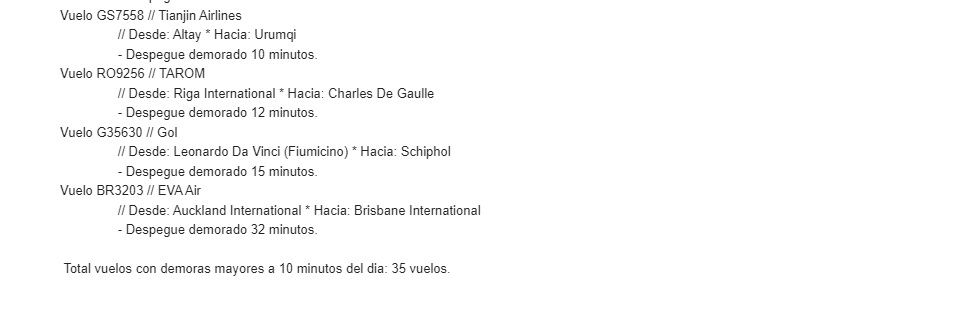 Vuelo GS7558 // Tianjin Airlines
// Desde: Altay * Hacia: Urumqi
- Despegue demorado 10 minutos.
Vuelo RO9256 // TAROM
// Desde: Riga International * Hacia: Charles De Gaulle
- Despegue demorado 12 minutos.
Vuelo G35630 // Gol
// Desde: Leonardo Da Vinci (Fiumicino) * Hacia: Schiphol
- Despegue demorado 15 minutos.
Vuelo BR3203 // EVA Air
// Desde: Auckland International * Hacia: Brisbane International
- Despegue demorado 32 minutos.
Total vuelos con demoras mayores a 10 minutos del dia: 35 vuelos.